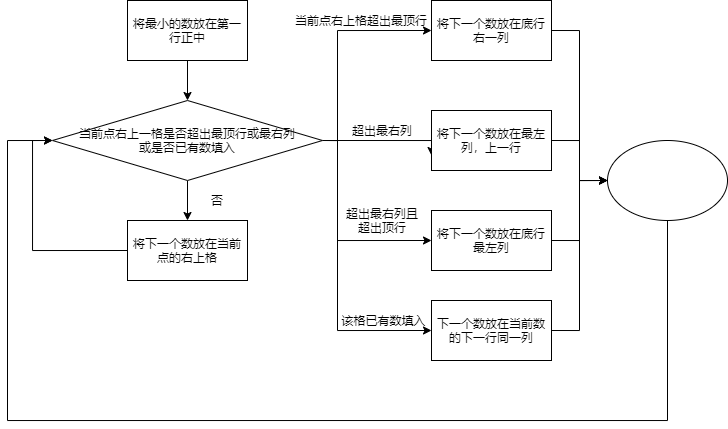 将最小的数放在第一
行正中
当前点右上一格是否超出最顶行或最右列
或是否已有数填入
否
将下一个数放在当前
点的右上格
当前点右上格超出最顶行
将下一个数放在底行
右一列
超出最右列
将下一个数放在最左
列，上一行
超出最右列且
超出顶行
将下一个数放在底行
最左列
该格已有数填入
下一个数放在当前数
的下一行同一列